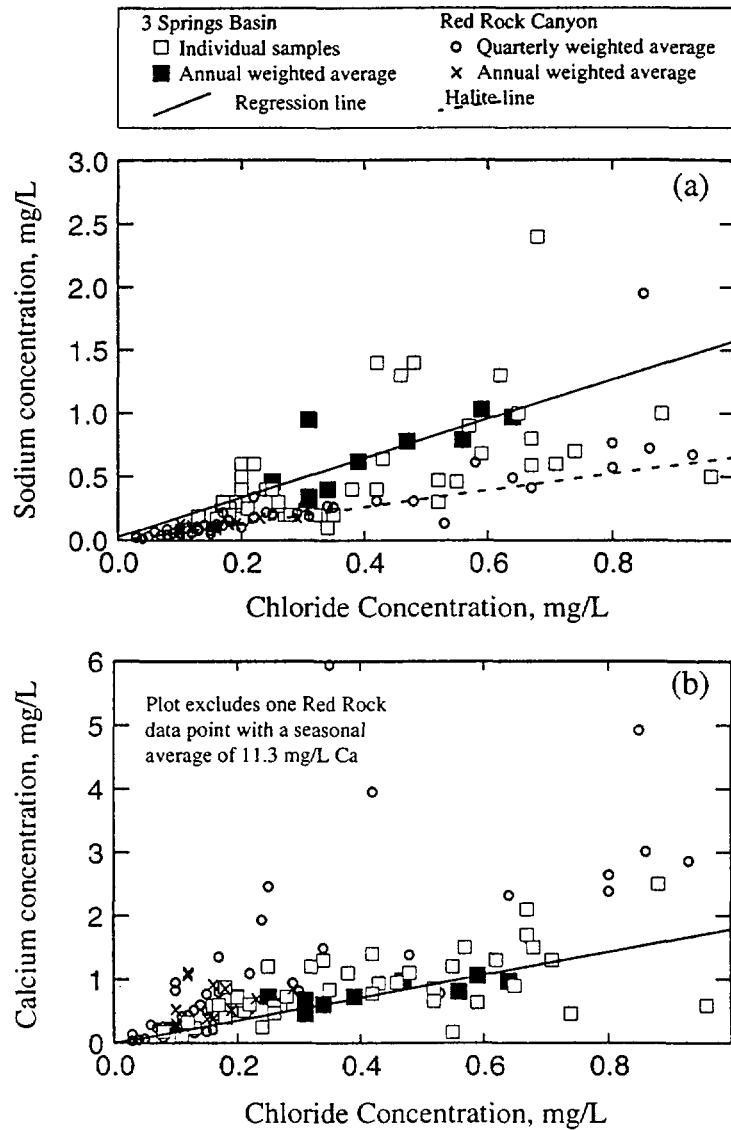 3 Springs Basin Red Rock Canyon
Individual samples Quarterly weighted average
Annual weighted average Annual weighted average
Regression line Halite line
(a)
3.0
2.5
2.0
1.5
1.0
0.5
0.0
Sodium concentration, mg/L
0.0 0.2 0.4 0.6 0.8
Chloride Concentration, mg/L
(b)
Plot excludes one Red Rock
data point with a seasonal
average of 11.3 mg/L Ca
6
5
4
3
2
1
0
Calcium concentration, mg/L
0.0 0.2 0.4 0.6 0.8
Chloride Concentration, mg/L